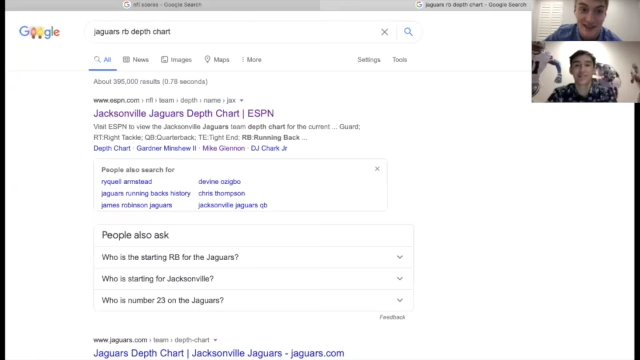 nfl scores - Google Search
jaguars rb depth chart - Google Search
Google
jaguars rb depth chart
All
News
Images
Maps
More
Settings
Tools
About 395,000 results (0.78 seconds)
www.espn.com › nfl › team › depth › name › jax
Jacksonville Jaguars Depth Chart | ESPN
Visit ESPN to view the Jacksonville Jaguars team depth chart for the current ... Guard;
RT:Right Tackle; QB:Quarterback; TE:Tight End; RB:Running Back ...
Depth Chart · Gardner Minshew II · Mike Glennon · DJ Chark Jr
People also search for
ryquell armstead
devine ozigbo
jaguars running backs history
chris thompson
james robinson jaguars
jacksonville jaguars qb
People also ask
Who is the starting RB for the Jaguars?
Who is starting for Jacksonville?
Who is number 23 on the Jaguars?
Feedback
www.jaguars.com › team › depth-chart
Jaguars Depth Chart | Jacksonville Jaguars - jaguars.com